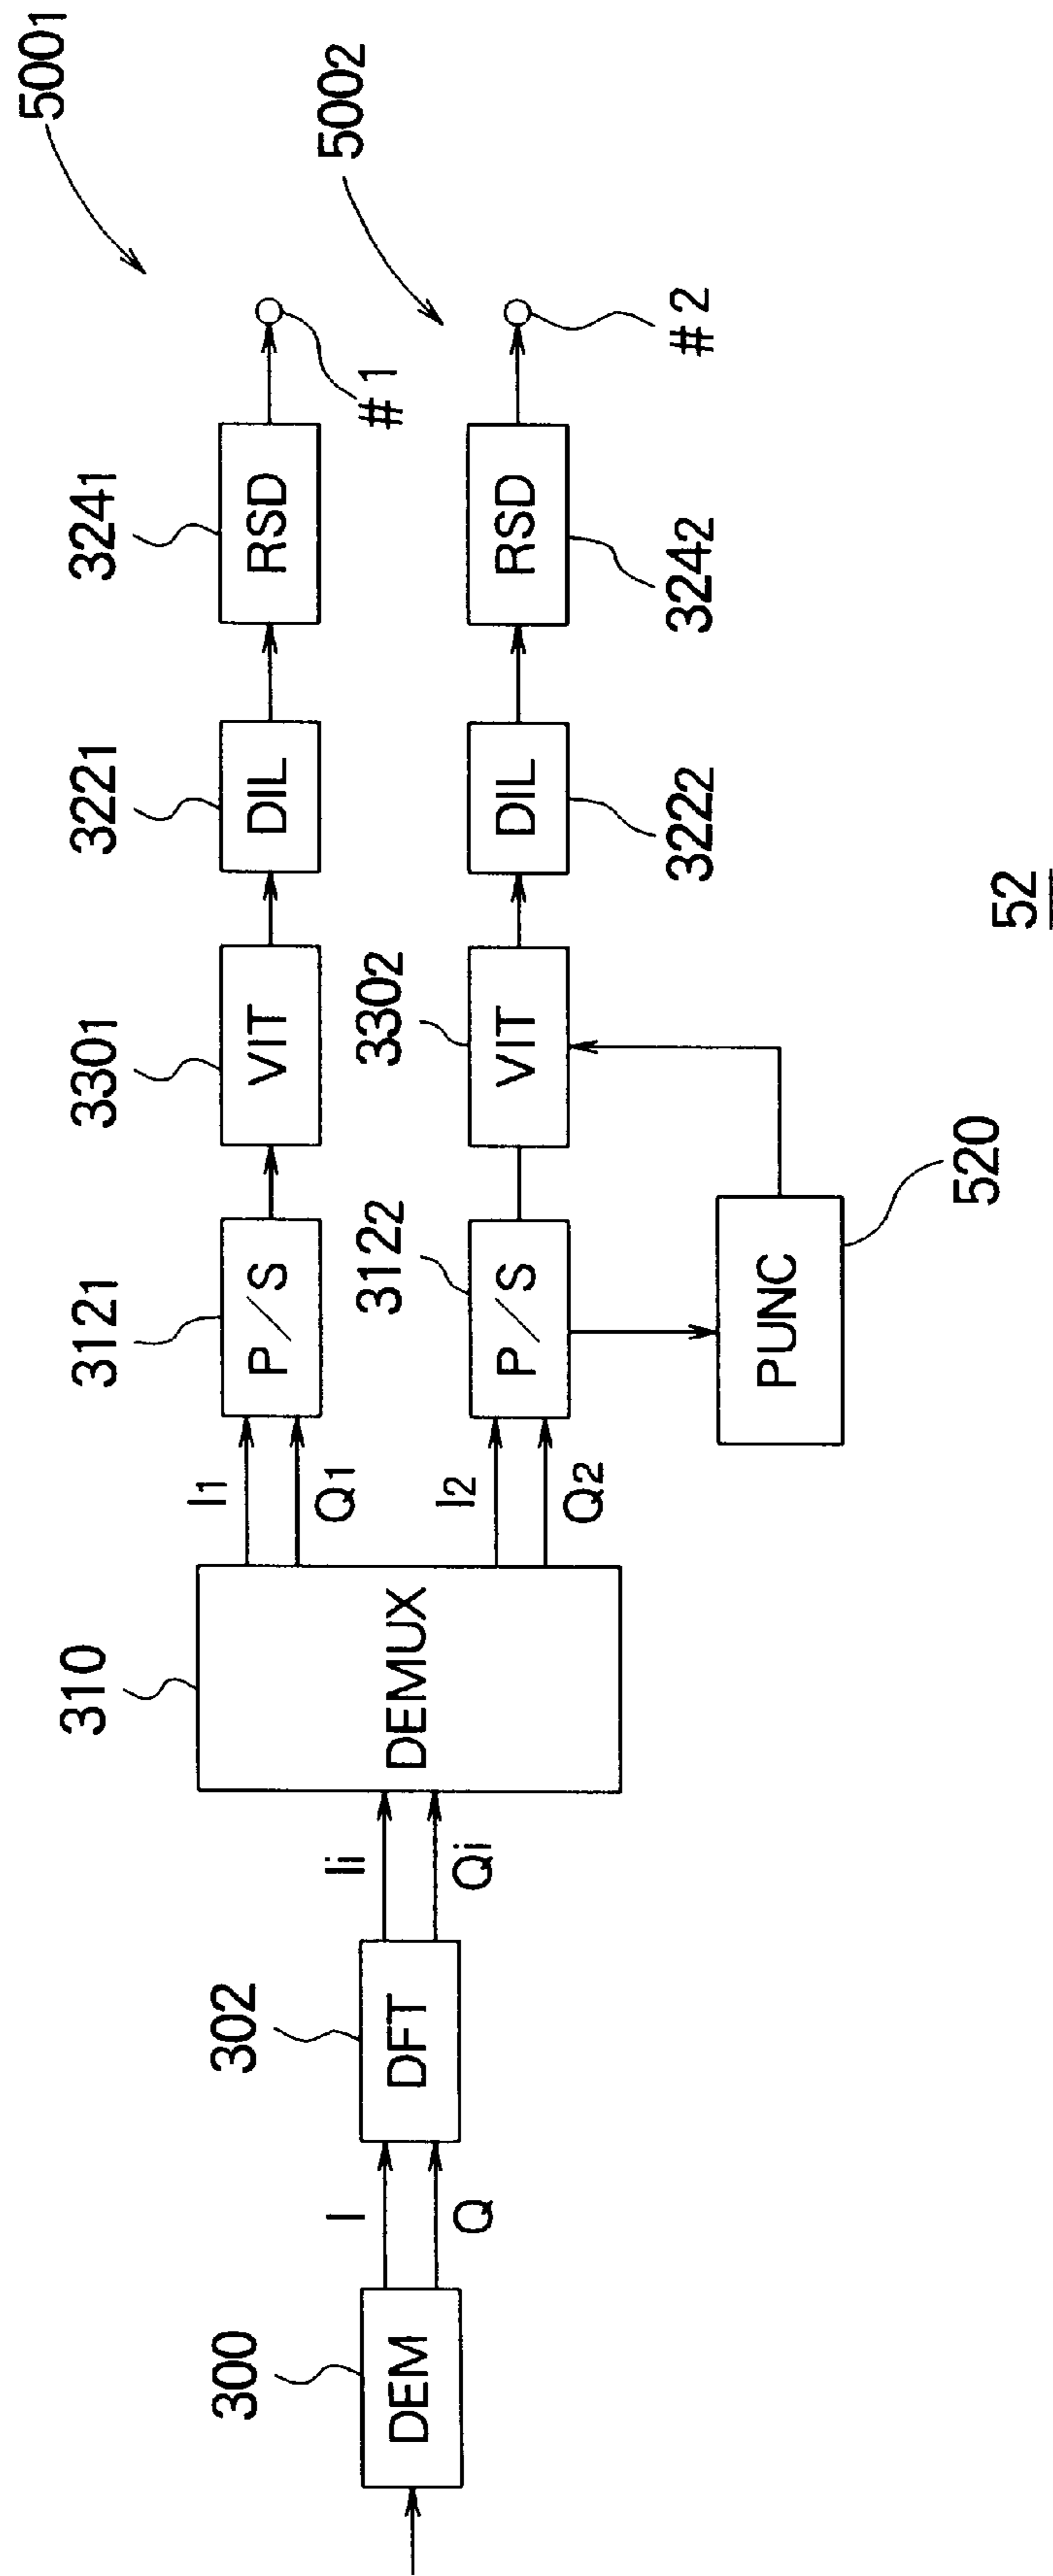 500₁
500₂
324₁
322₁
330₁
312₁
310
302
300
DEM
I
Q
DFT
Ii
Qi
DEMUX
I₁
Q₁
P/S
VIT
DIL
RSD
#1
I₂
Q₂
312₂
P/S
330₂
VIT
DIL
322₂
RSD
324₂
#2
PUNC
520
52